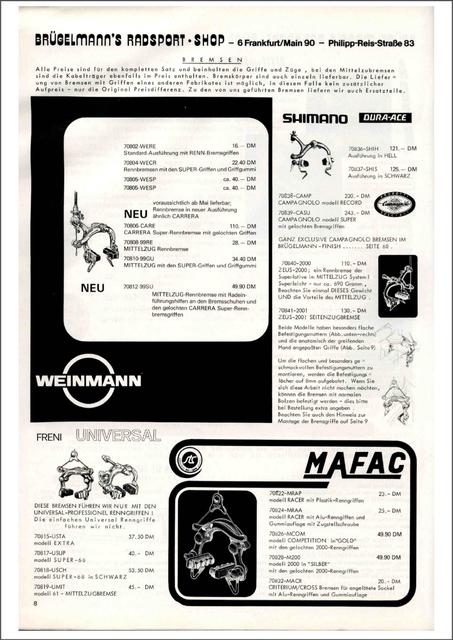 BRÜGELMANN'S RADSPORT • SHOP – 6 Frankfurt/Main 90 – Philipp-Reis-Straße 83
BREMSEN
Alle Preise sind für den kompletten Satz und beinhalten die Griffe und Züge, bei den Mittelzubremsen
sind die Kabelträger ebenfalls im Preis enthalten. Bremskörper sind auch einzeln lieferbar. Die Liefer =
ung von Bremsen mit Griffen eines anderen Fabrikates ist möglich, in diesem Falle kein zusätzlicher
Aufpreis - nur die Original Preisdifferenz. Zu den von uns geführten Bremsen liefern wir auch Ersatzteile.
70802-WERE 16.— DM
Standard-Ausführung mit RENN-Bremsgriffen
70804-WECR 22.40 DM
Rennbremsen mit den SUPER-Griffen und Griffgummi
70805-WESP ca. 40.— DM
70805-WESP ca. 40.— DM
NEU
voraussichtlich ab Mai lieferbar;
Rennbremse in neuer Ausführung
ähnlich CARRERA
70806-CARE 110.— DM
CARRERA Super-Rennbremse mit gelochten Griffen
70808-99RE 28.— DM
MITTELZUG Rennbremse
70810-99GU 34.40 DM
MITTELZUG mit den SUPER-Griffen und Griffgummi
NEU
70812-99SU 49.90 DM
MITTELZUG-Rennbremse mit Radein-
führungshilfen an den Bremsschuhen und
den gelochten CARRERA Super-Renn-
bremsgriffen
WEINMANN
SHIMANO DURA-ACE
70836-SHIH 121.— DM
Ausführung in HELL
70837-SHIS 125.— DM
Ausführung in SCHWARZ
70838-CAMP 220.- DM
CAMPAGNOLO modell RECORD
70839-CASU 243.- DM
CAMPAGNOLO modell SUPER
mit gelochten Bremsgriffen
Campagnolo
GANZ EXCLUSIVE CAMPAGNOLO BREMSEN IM
BRÜGELMANN - FINISH ....... SEITE 68.
70840-2000 110.- DM
ZEUS-2000; ein Rennbremse der
Superlative in MITTELZUG System!
Superleicht - nur ca. 690 Gramm,
Beachten Sie einmal DIESES Gewicht
UND die Vorteile des MITTELZUG.
70841-2001 130.- DM
ZEUS-2001 SEITENZUGBREMSE
Beide Modelle haben besonders flache
Befestigungsmuttern (Abb. unten-rechts)
und die anatomisch der greifenden
Hand angepaßten Griffe (Abb. Seite 9)
Um die flachen und besonders ge =
schmackvollen Befestigungsmuttern zu
montieren, werden die Befestigungs =
löcher auf 8mm aufgebohrt. Wenn Sie
sich diese Arbeit nicht machen möchten,
können die Bremsen mit normalen
Bolzen befestigt werden - dies bitte
bei Bestellung extra angeben.
Beachten Sie auch den Hinweis zur
Montage der Bremsgriffe auf Seite 9
FRENI UNIVERSAL
DIESE BREMSEN FÜHREN WIR NUR MIT DEN
UNIVERSAL-PROFESSIONEL RENNGRIFFEN !
Die einfachen Universal Renngriffe
führen wir nicht.
70815-USTA 37.50 DM
modell EXTRA
70817-USUP 40.- DM
modell SUPER-68
70818-USCH 53.50 DM
modell SUPER-68 in SCHWARZ
70819-UMIT 45.- DM
modell 61 - MITTELZUGBREMSE
MAFAC
70822-MRAP 23.- DM
modell RACER mit Plastik-Renngriffen
70824-MRAA 25.- DM
modell RACER mit Alu-Renngriffen und
Gummiauflage mit Zugstellschraube
70826-MCOM 49.90 DM
modell COMPETITION in "GOLD"
mit den gelochten 2000-Renngriffen
70828-M200 49.90 DM
modell 2000 in "SILBER"
mit den gelochten 2000-Renngriffen
70832-MACR 20.- DM
CRITERIUM/CROSS Bremsen für angelötete Sockel
mit Alu-Renngriffen und Gummiauflage
8